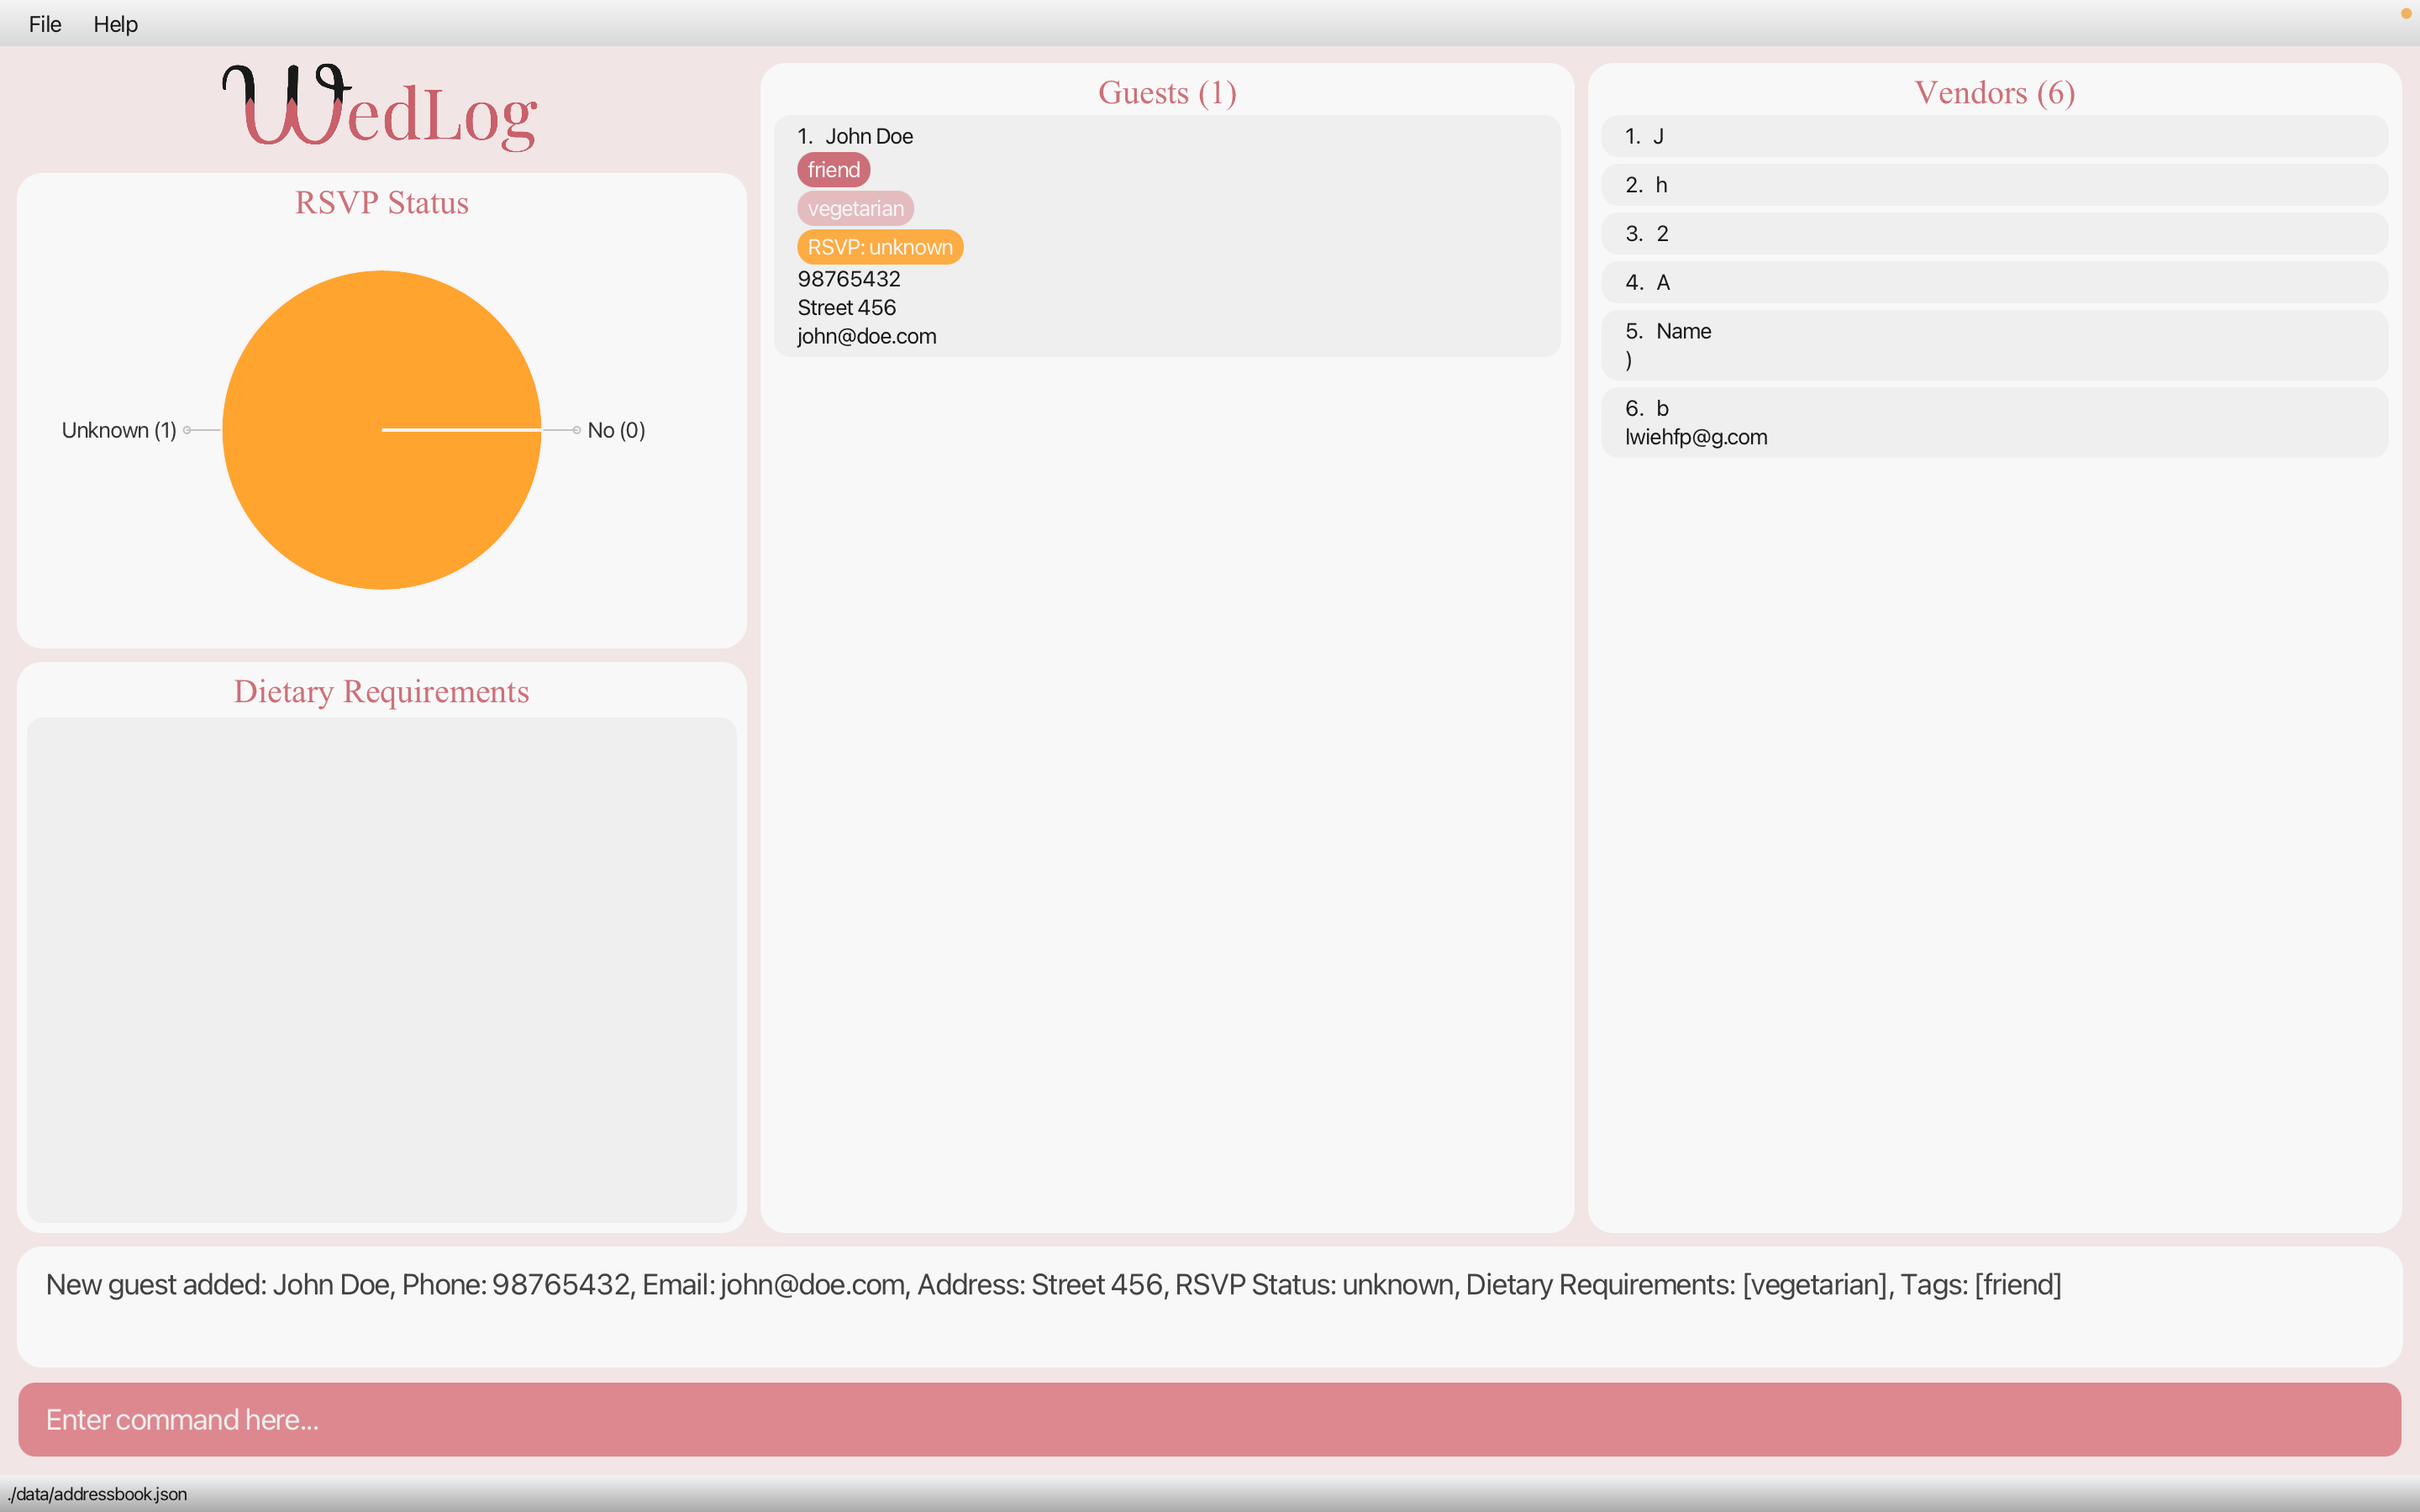 File Help
WedLog
RSVP Status
Unknown (1)
No (0)
Dietary Requirements
Guests (1)
1. John Doe
friend
vegetarian
RSVP: unknown
98765432
Street 456
john@doe.com
Vendors (6)
1. J
2. h
3. 2
4. A
5. Name
)
6. b
lwiehfp@g.com
New guest added: John Doe, Phone: 98765432, Email: john@doe.com, Address: Street 456, RSVP Status: unknown, Dietary Requirements: [vegetarian], Tags: [friend]
Enter command here...
./data/addressbook.json